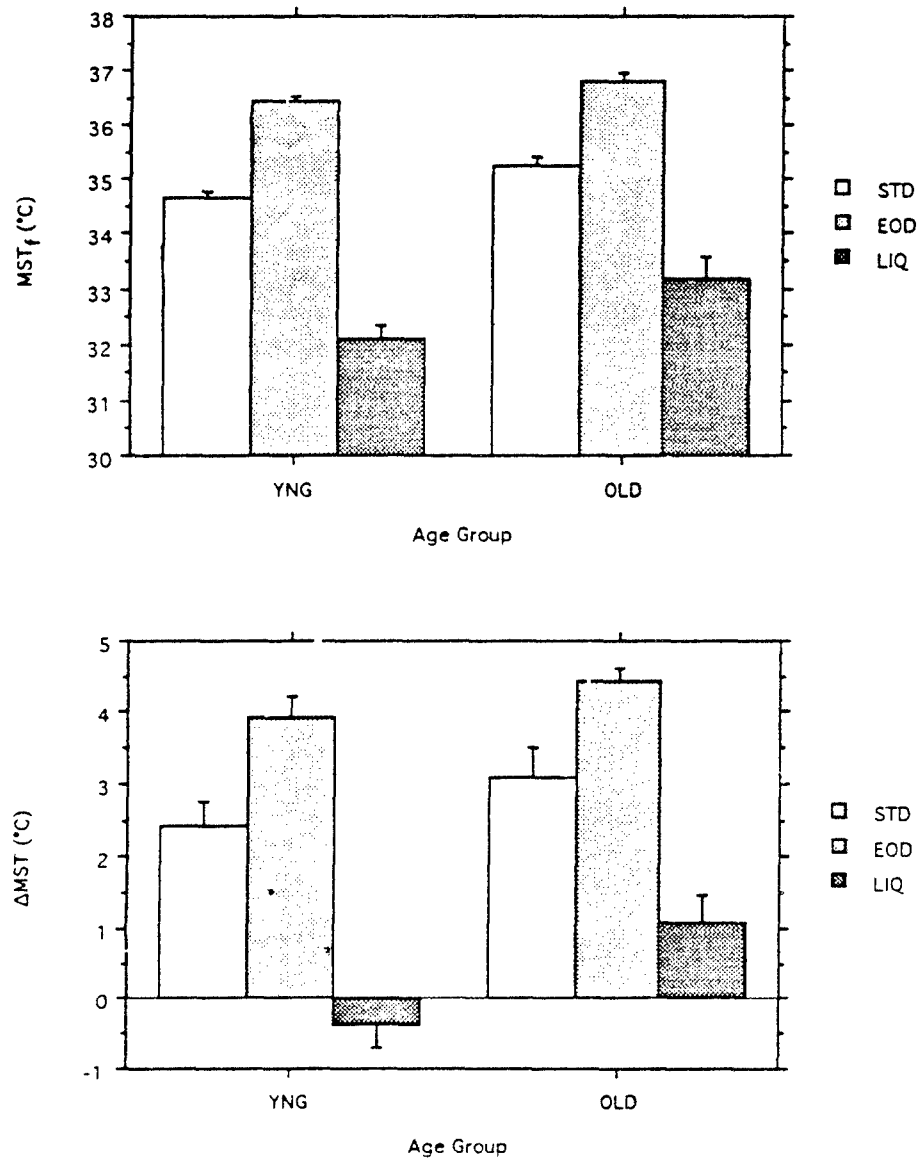 38
37
36
35
34
33
32
31
30
MSTf (°C)
YNG
OLD
Age Group
STD
EOD
LIQ
5
4
3
2
1
0
-1
ΔMST (°C)
YNG
OLD
Age Group
STD
EOD
LIQ